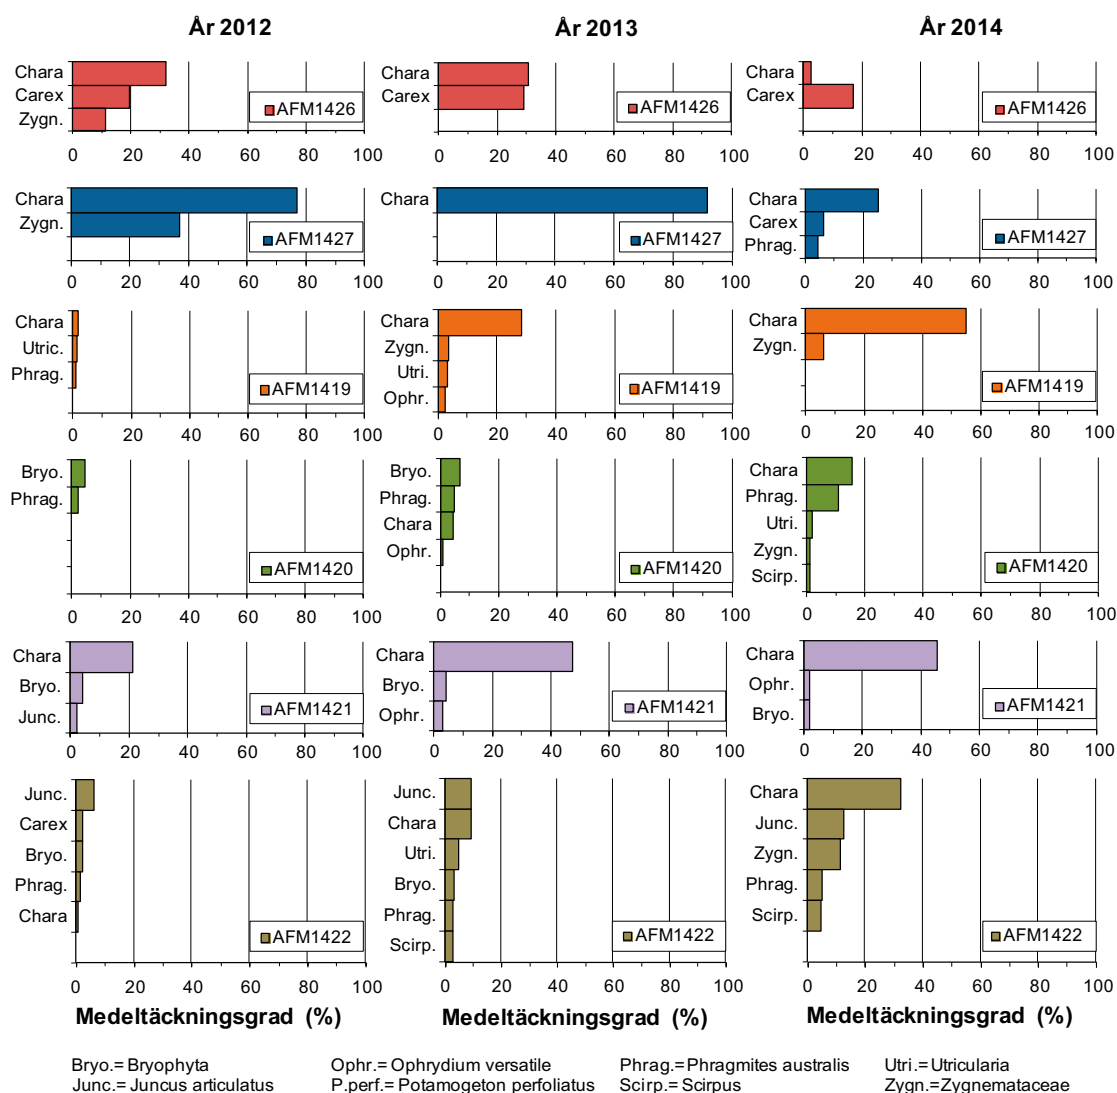 År 2012 År 2013 År 2014
Chara
Carex
Zygn.
AFM1426
0 20 40 60 80 100
Chara
Carex
AFM1426
0 20 40 60 80 100
Chara
Carex
AFM1426
0 20 40 60 80 100
Chara
Zygn.
AFM1427
0 20 40 60 80 100
Chara
AFM1427
0 20 40 60 80 100
Chara
Carex
Phrag.
AFM1427
0 20 40 60 80 100
Chara
Utric.
Phrag.
AFM1419
0 20 40 60 80 100
Chara
Zygn.
Utri.
Ophr.
AFM1419
0 20 40 60 80 100
Chara
Zygn.
AFM1419
0 20 40 60 80 100
Bryo.
Phrag.
AFM1420
0 20 40 60 80 100
Bryo.
Phrag.
Chara
Ophr.
AFM1420
0 20 40 60 80 100
Chara
Phrag.
Utri.
Zygn.
Scirp.
AFM1420
0 20 40 60 80 100
Chara
Bryo.
Junc.
AFM1421
0 20 40 60 80 100
Chara
Bryo.
Ophr.
AFM1421
0 20 40 60 80 100
Chara
Ophr.
Bryo.
AFM1421
0 20 40 60 80 100
Junc.
Carex
Bryo.
Phrag.
Chara
AFM1422
0 20 40 60 80 100
Junc.
Chara
Utri.
Bryo.
Phrag.
Scirp.
AFM1422
0 20 40 60 80 100
Chara
Junc.
Zygn.
Phrag.
Scirp.
AFM1422
0 20 40 60 80 100
Medeltäckningsgrad (%) Medeltäckningsgrad (%) Medeltäckningsgrad (%)
Bryo.= Bryophyta Ophr.= Ophrydium versatile Phrag.= Phragmites australis Utri.= Utricularia
Junc.= Juncus articulatus P.perf.= Potamogeton perfoliatus Scirp.= Scirpus Zygn.=Zygnemataceae